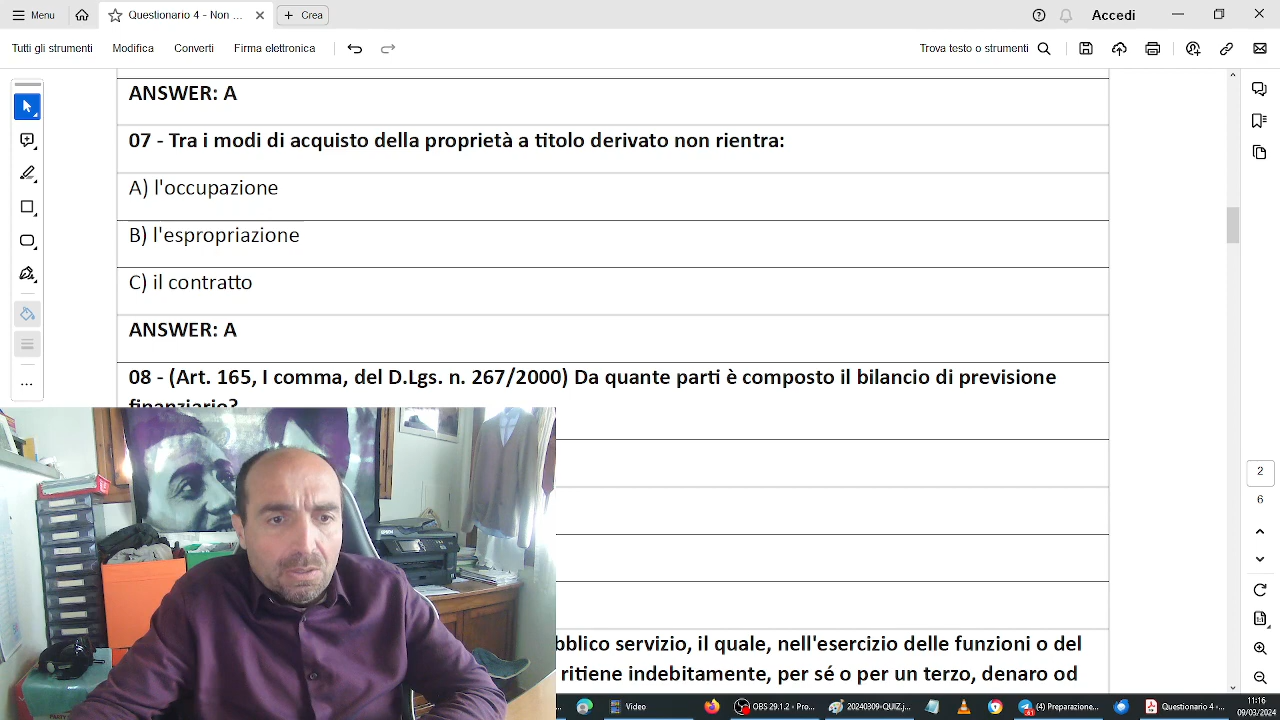 Menu
Questionario 4 - Non ...
Crea
Accedi
Tutti gli strumenti
Modifica
Converti
Firma elettronica
Trova testo o strumenti
ANSWER: A
07 - Tra i modi di acquisto della proprietà a titolo derivato non rientra:
A) l'occupazione
B) l'espropriazione
C) il contratto
ANSWER: A
08 - (Art. 165, I comma, del D.Lgs. n. 267/2000) Da quante parti è composto il bilancio di previsione
finanziario?
2
6
bblico servizio, il quale, nell'esercizio delle funzioni o del
ritiene indebitamente, per sé o per un terzo, denaro od
Video
OBS 29.1.2 - Pro...
20240309-QUIZ.j...
(4) Preparazione...
Questionario 4 -...
11:16
09/05/2024